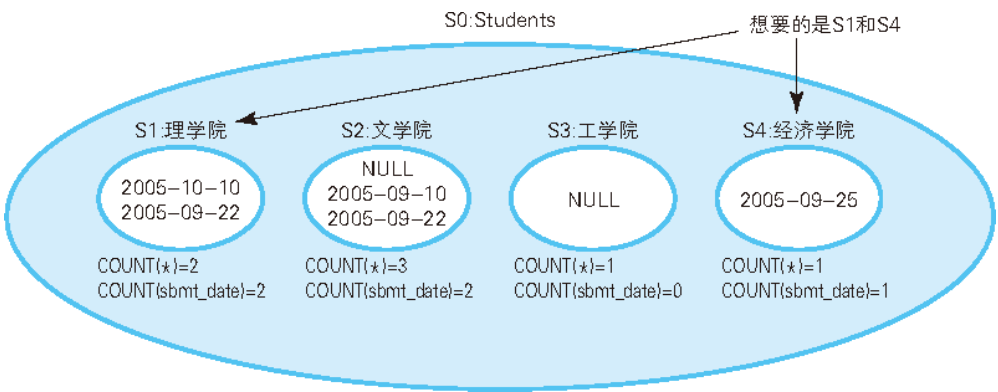 S0:Students
想要的是S1和S4
S1:理学院
S2:文学院
S3:工学院
S4:经济学院
2005-10-10
2005-09-22
NULL
2005-09-10
2005-09-22
NULL
2005-09-25
COUNT(*)=2
COUNT(sbmt_date)=2
COUNT(*)=3
COUNT(sbmt_date)=2
COUNT(*)=1
COUNT(sbmt_date)=0
COUNT(*)=1
COUNT(sbmt_date)=1